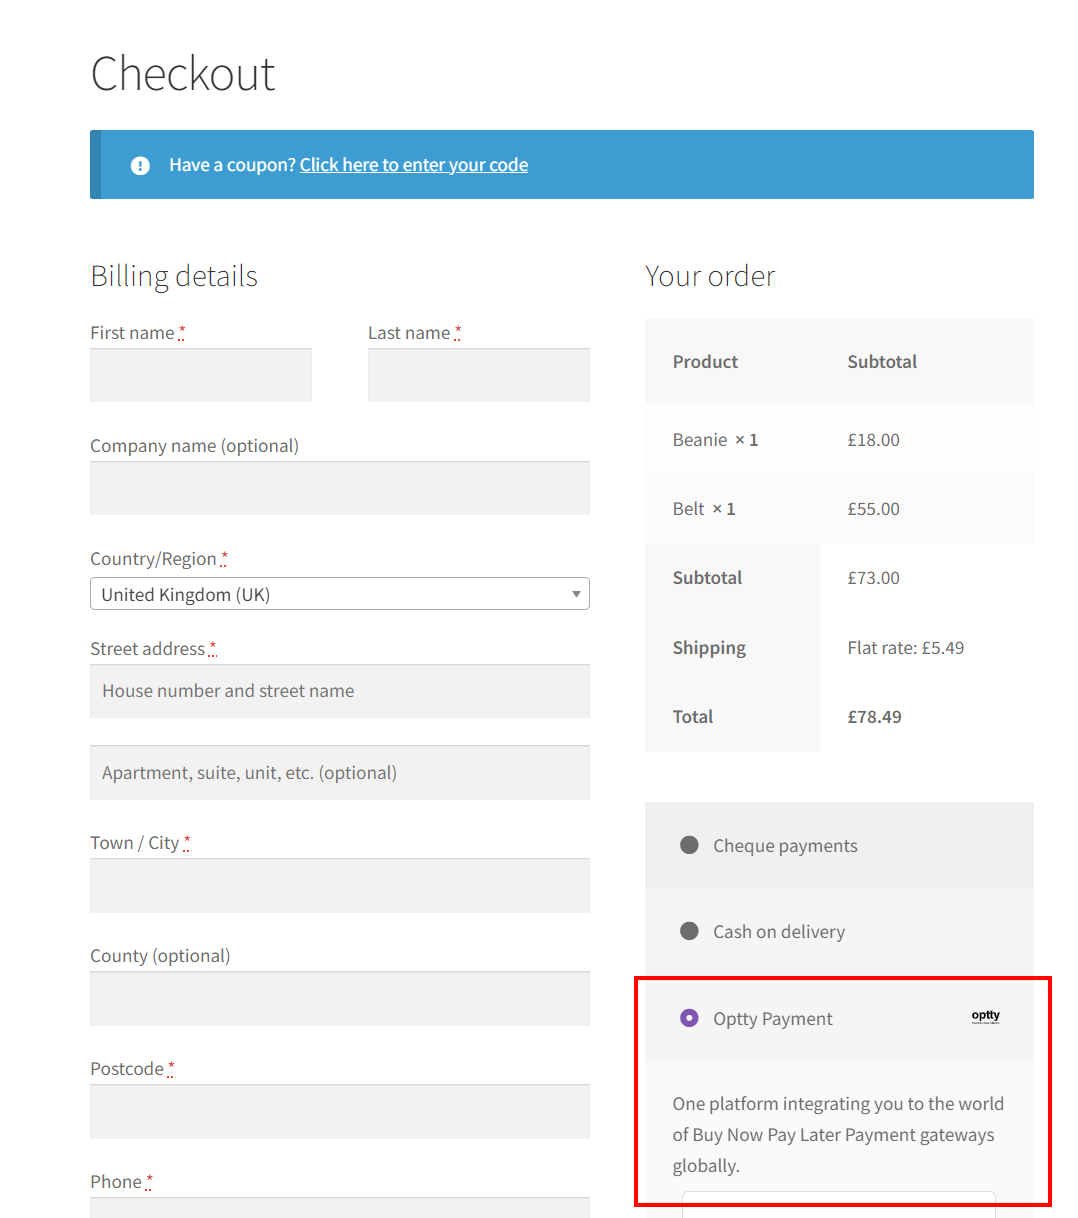 Checkout
Have a coupon? Click here to enter your code
Billing details
First name *
Last name *
Company name (optional)
Country/Region *
United Kingdom (UK)
Street address *
House number and street name
Apartment, suite, unit, etc. (optional)
Town / City *
County (optional)
Postcode *
Phone *
Your order
Product Subtotal
Beanie × 1 £18.00
Belt × 1 £55.00
Subtotal £73.00
Shipping Flat rate: £5.49
Total £78.49
Cheque payments
Cash on delivery
Optty Payment
optty
One platform integrating you to the world
of Buy Now Pay Later Payment gateways
globally.